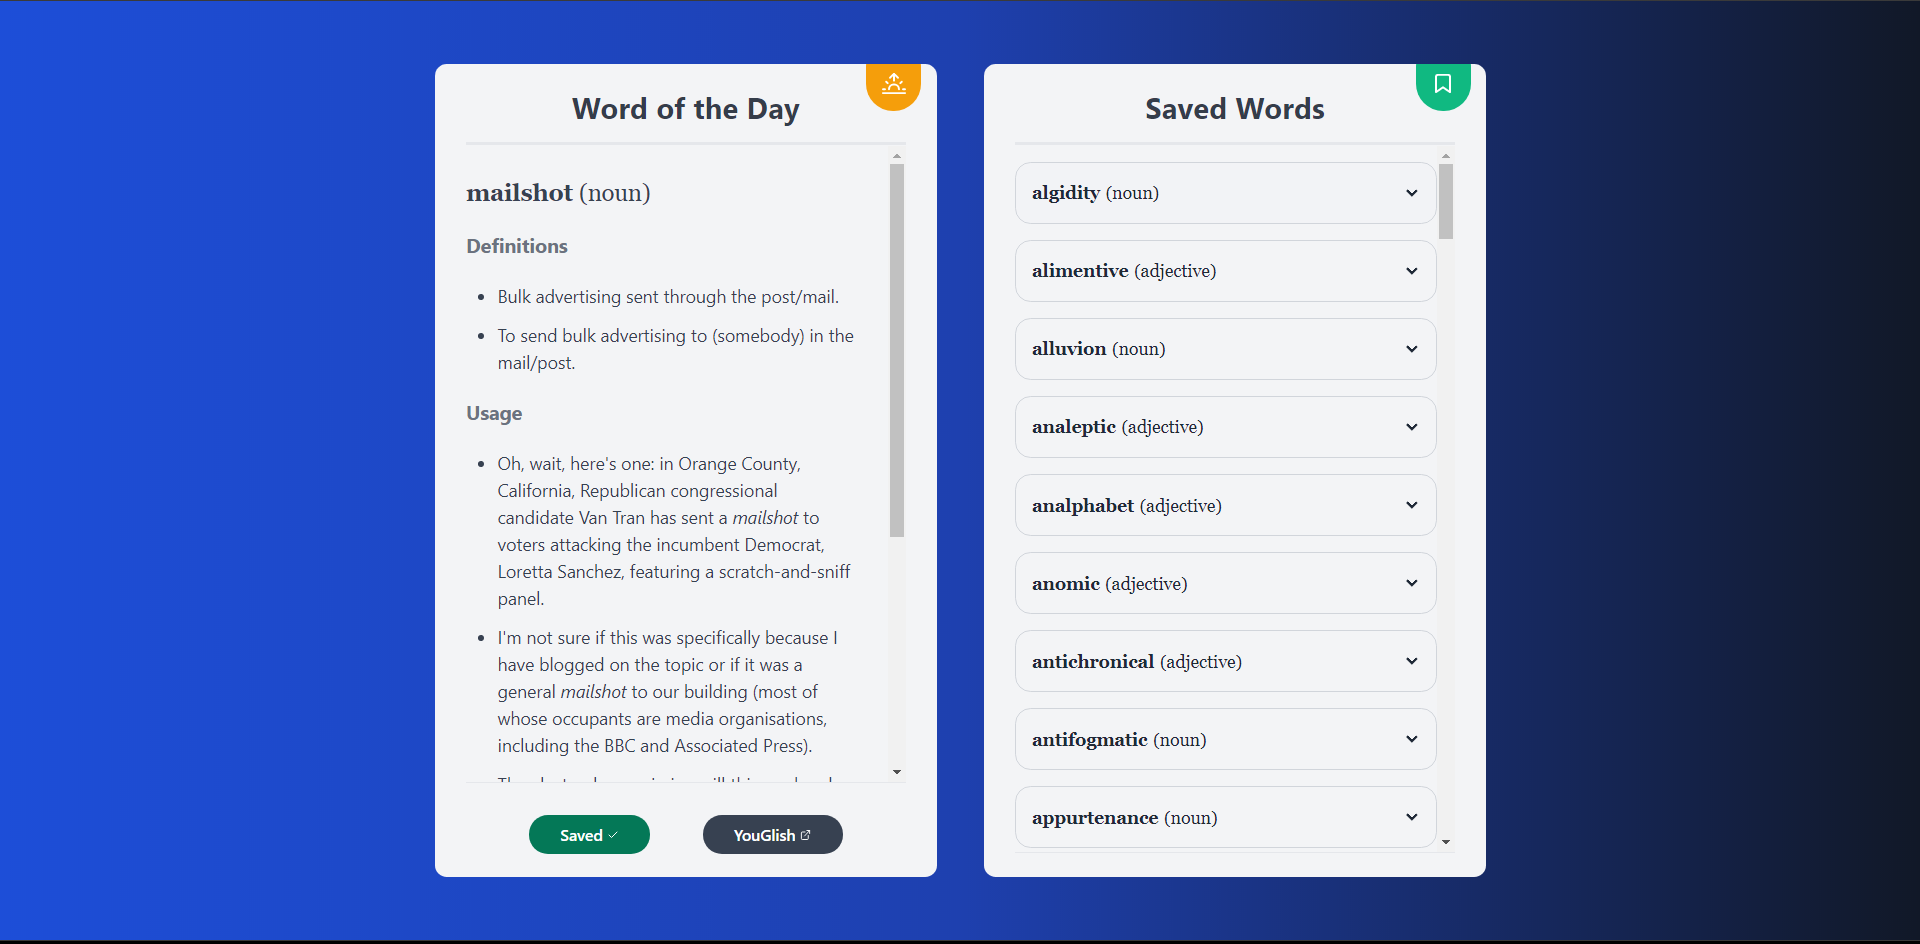 Word of the Day
mailshot (noun)
Definitions
Bulk advertising sent through the post/mail.
To send bulk advertising to (somebody) in the
mail/post.
Usage
Oh, wait, here's one: in Orange County,
California, Republican congressional
candidate Van Tran has sent a mailshot to
voters attacking the incumbent Democrat,
Loretta Sanchez, featuring a scratch-and-sniff
panel.
I'm not sure if this was specifically because I
have blogged on the topic or if it was a
general mailshot to our building (most of
whose occupants are media organisations,
including the BBC and Associated Press).
Saved
YouGlish
Saved Words
algidity (noun)
alimentive (adjective)
alluvion (noun)
analeptic (adjective)
analphabet (adjective)
anomic (adjective)
antichronical (adjective)
antifogmatic (noun)
appurtenance (noun)